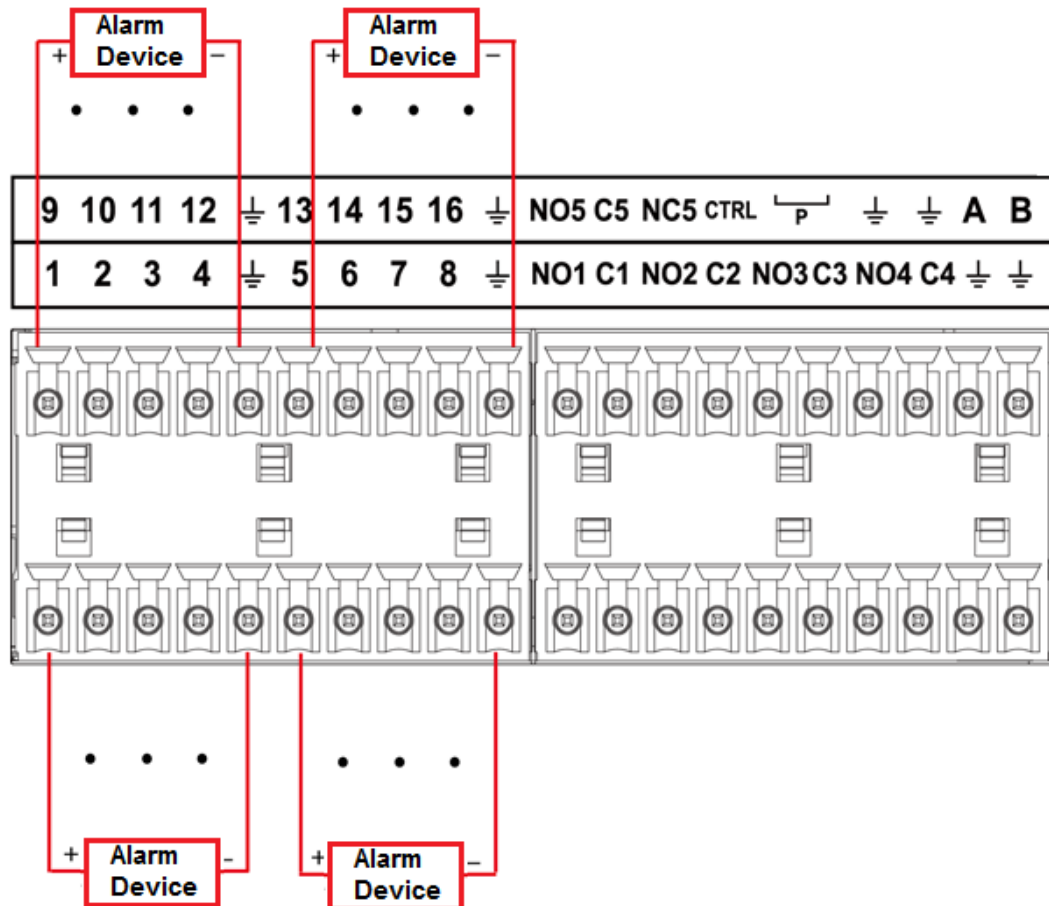 Alarm
Device
+ −
Alarm
Device
+ −
9 10 11 12 ⏚ 13 14 15 16 ⏚ NO5 C5 NC5 CTRL P ⏚ ⏚ A B
1 2 3 4 ⏚ 5 6 7 8 ⏚ NO1 C1 NO2 C2 NO3 C3 NO4 C4 ⏚ ⏚
+ -
Alarm
Device
+ −
Alarm
Device